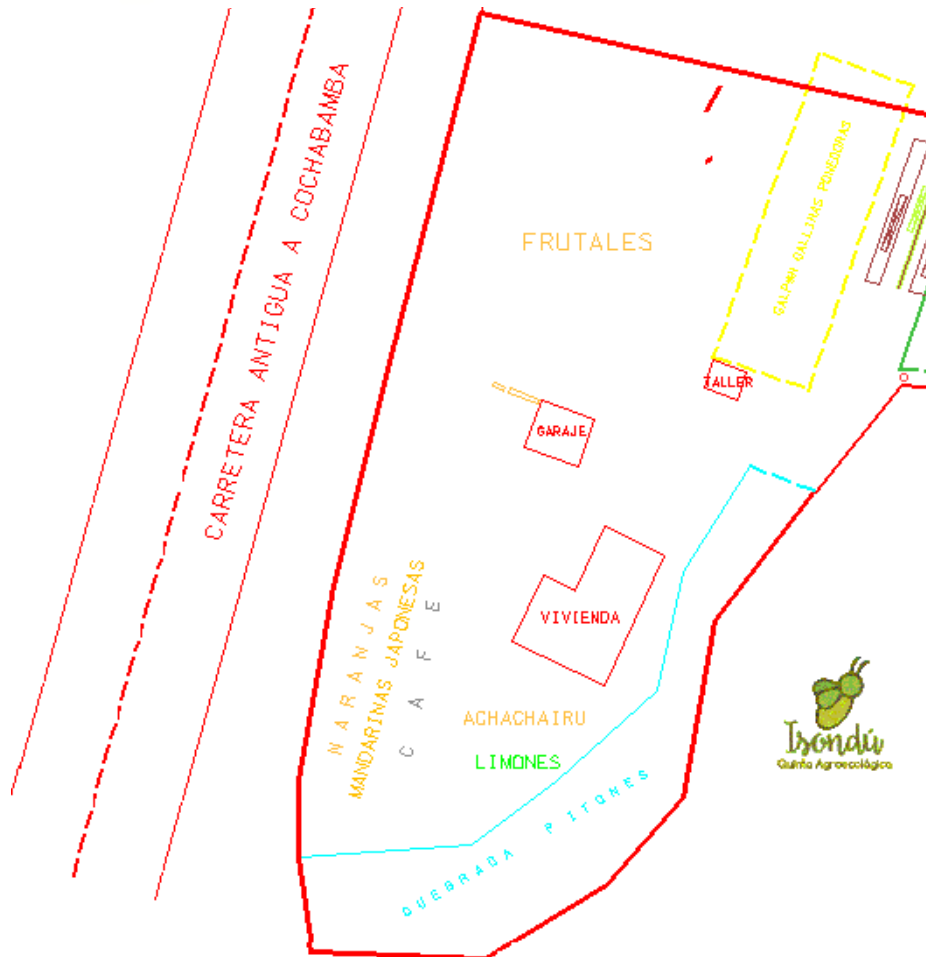 CARRETERA ANTIGUA A COCHABAMBA
FRUTALES
GALPON GALLINAS PONEDORAS
TALLER
GARAJE
VIVIENDA
NARANJAS
MANDARINAS JAPONESAS
CAFE
ACHACHAIRU
LIMONES
QUEBRADA PITONES
Isondú
Quinta Agroecológica